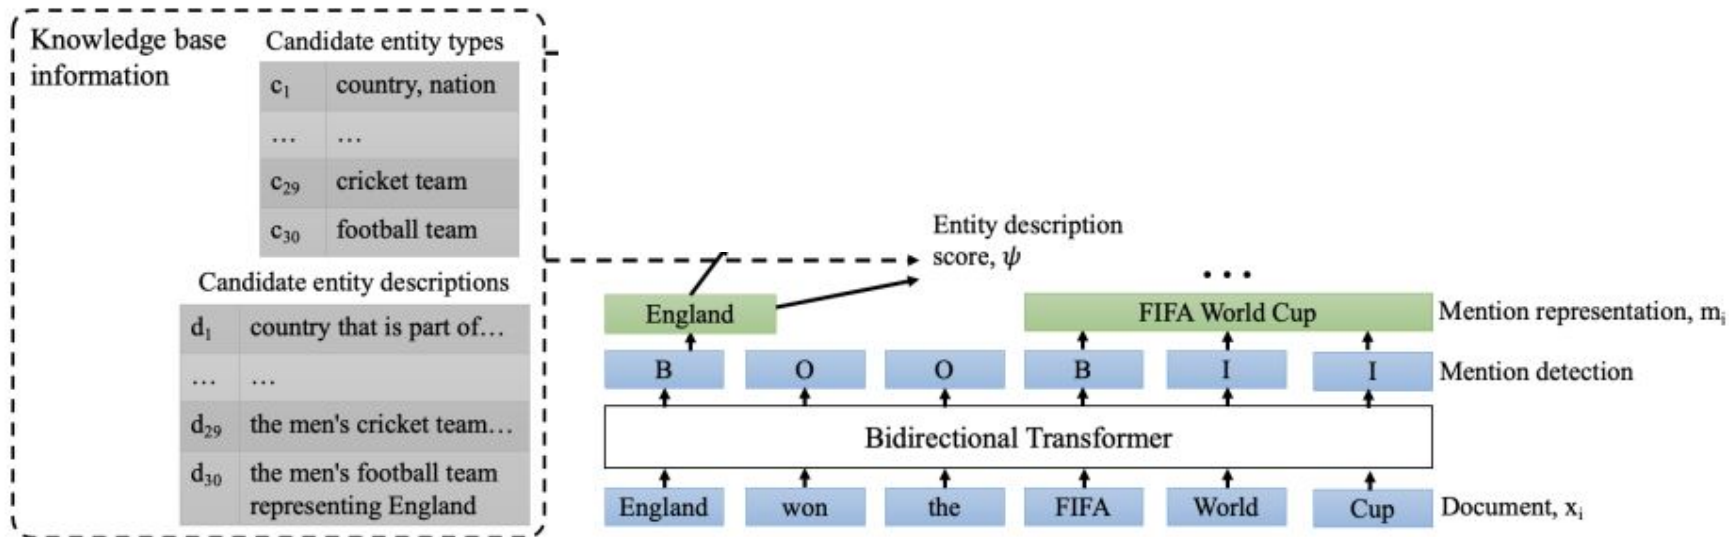 Knowledge base
information
Candidate entity types
c₁ country, nation
... ...
c₂₉ cricket team
c₃₀ football team
Candidate entity descriptions
d₁ country that is part of...
... ...
d₂₉ the men's cricket team...
d₃₀ the men's football team
representing England
Entity description
score, ψ
...
England FIFA World Cup Mention representation, mᵢ
B O O B I I Mention detection
Bidirectional Transformer
England won the FIFA World Cup Document, xᵢ